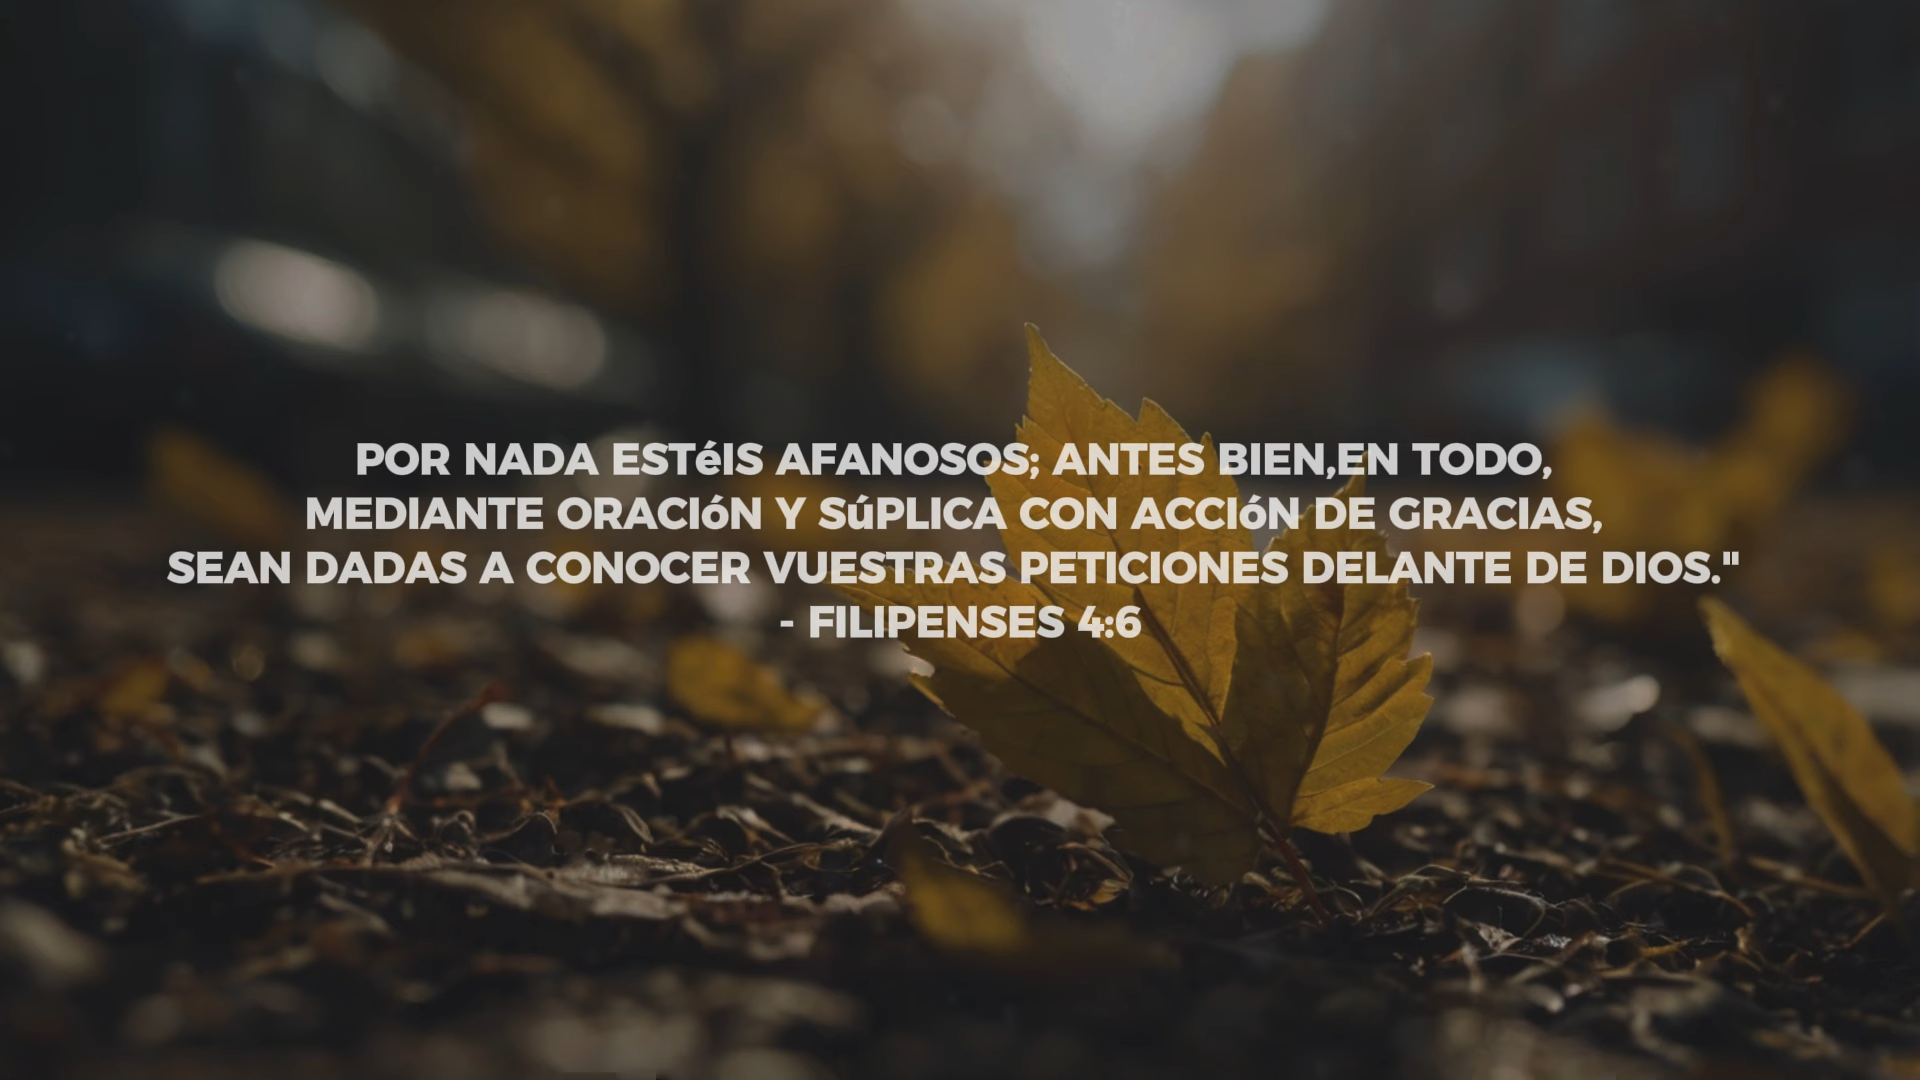 POR NADA ESTéIS AFANOSOS; ANTES BIEN,EN TODO,
MEDIANTE ORACIóN Y SúPLICA CON ACCIóN DE GRACIAS,
SEAN DADAS A CONOCER VUESTRAS PETICIONES DELANTE DE DIOS."
- FILIPENSES 4:6